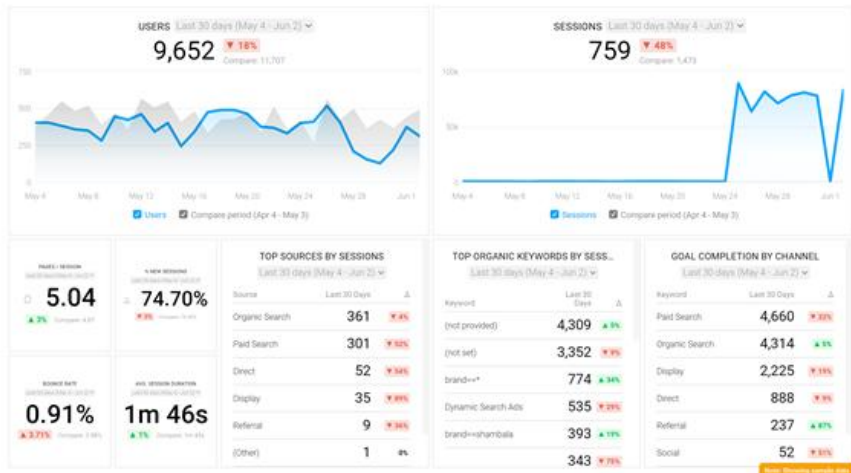 USERS Last 30 days (May 4 - Jun 2)
9,652 ▼ 18%
Compare: 11,707
750
500
250
0
May 4 May 8 May 12 May 16 May 20 May 24 May 28 Jun 1
Users Compare period (Apr 4 - May 3)
SESSIONS Last 30 days (May 4 - Jun 2)
759 ▼ 48%
Compare: 1,473
100k
50k
0
May 4 May 8 May 12 May 16 May 20 May 24 May 28 Jun 1
Sessions Compare period (Apr 4 - May 3)
PAGES / SESSION
5.04
▲ 3%
% NEW SESSIONS
74.70%
BOUNCE RATE
0.91%
▲ 3.71%
AVG. SESSION DURATION
1m 46s
▲ 1%
TOP SOURCES BY SESSIONS
Last 30 days (May 4 - Jun 2)
Source Last 30 Days Δ
Organic Search 361 ▼ 4%
Paid Search 301 ▼ 52%
Direct 52 ▼ 54%
Display 35 ▼ 89%
Referral 9 ▼ 36%
(Other) 1 0%
TOP ORGANIC KEYWORDS BY SESS...
Last 30 days (May 4 - Jun 2)
Keyword Last 30 Days Δ
(not provided) 4,309 ▲ 5%
(not set) 3,352 ▼ 9%
brand==* 774 ▲ 34%
Dynamic Search Ads 535 ▼ 29%
brand==shambala 393 ▲ 19%
343
GOAL COMPLETION BY CHANNEL
Last 30 days (May 4 - Jun 2)
Keyword Last 30 Days Δ
Paid Search 4,660
Organic Search 4,314 ▲ 5%
Display 2,225 ▼ 19%
Direct 888 ▼ 9%
Referral 237 ▲ 87%
Social 52 ▼ 51%
Note: Showing sample data